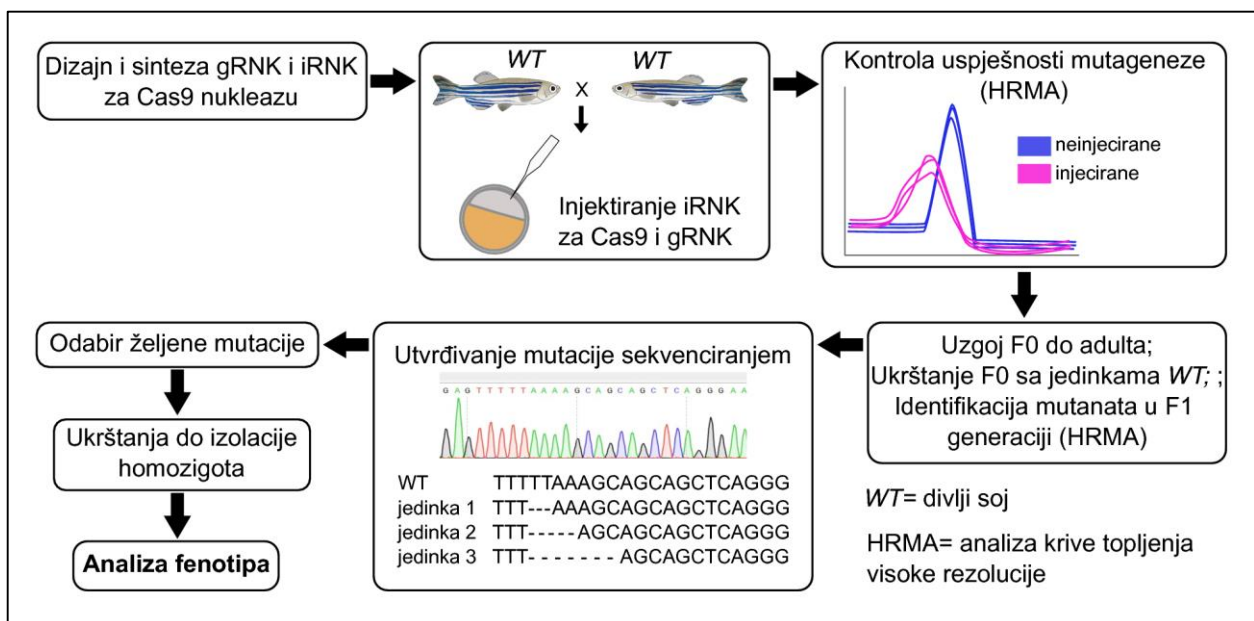 Dizajn i sinteza gRNK i iRNK
za Cas9 nukleazu
WT
WT
X
Injektiranje iRNK
za Cas9 i gRNK
Kontrola uspješnosti mutageneze
(HRMA)
neinjecirane
injecirane
Uzgoj F0 do adulta;
Ukrštanje F0 sa jedinkama WT; ;
Identifikacija mutanata u F1
generaciji (HRMA)
WT= divlji soj
HRMA= analiza krive topljenja
visoke rezolucije
Utvrđivanje mutacije sekvenciranjem
G A G T T T T T A A A A G C A G C A G C T C A G G G A A
WT TTTTTAAAGCAGCAGCTCAGGG
jedinka 1 TTT---AAAGCAGCAGCTCAGGG
jedinka 2 TTT-----AGCAGCAGCTCAGGG
jedinka 3 TTT--------AGCAGCTCAGGG
Odabir željene mutacije
Ukrštanja do izolacije
homozigota
Analiza fenotipa